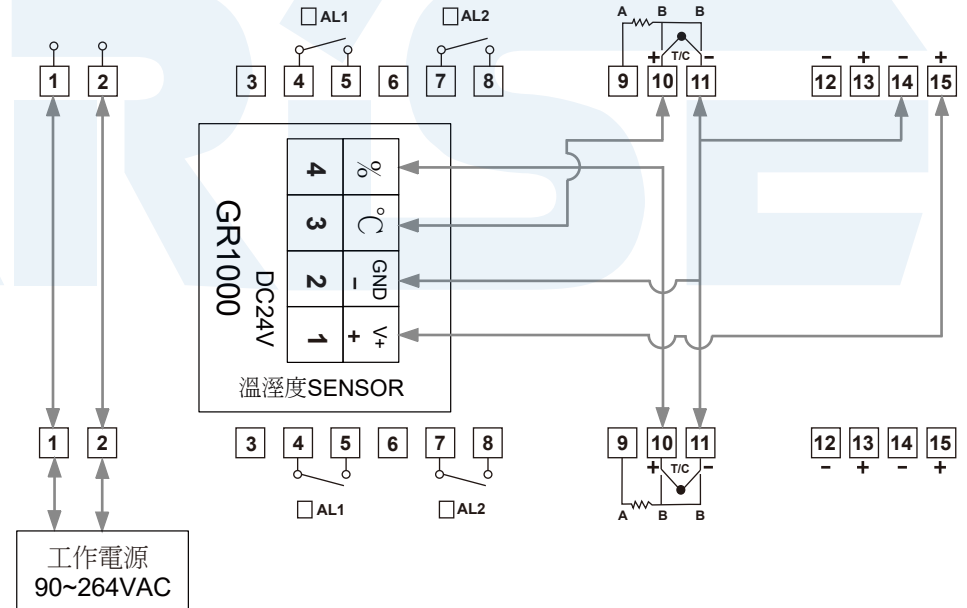 AL1 AL2 A B B
+ T/C − − + − +
1 2 3 4 5 6 7 8 9 10 11 12 13 14 15
4 %
3 °C
2 − GND
1 + V+
GR1000
DC24V
溫溼度SENSOR
1 2 3 4 5 6 7 8 9 10 11 12 13 14 15
+ T/C − − + − +
AL1 AL2 A B B
工作電源
90~264VAC
ARISE